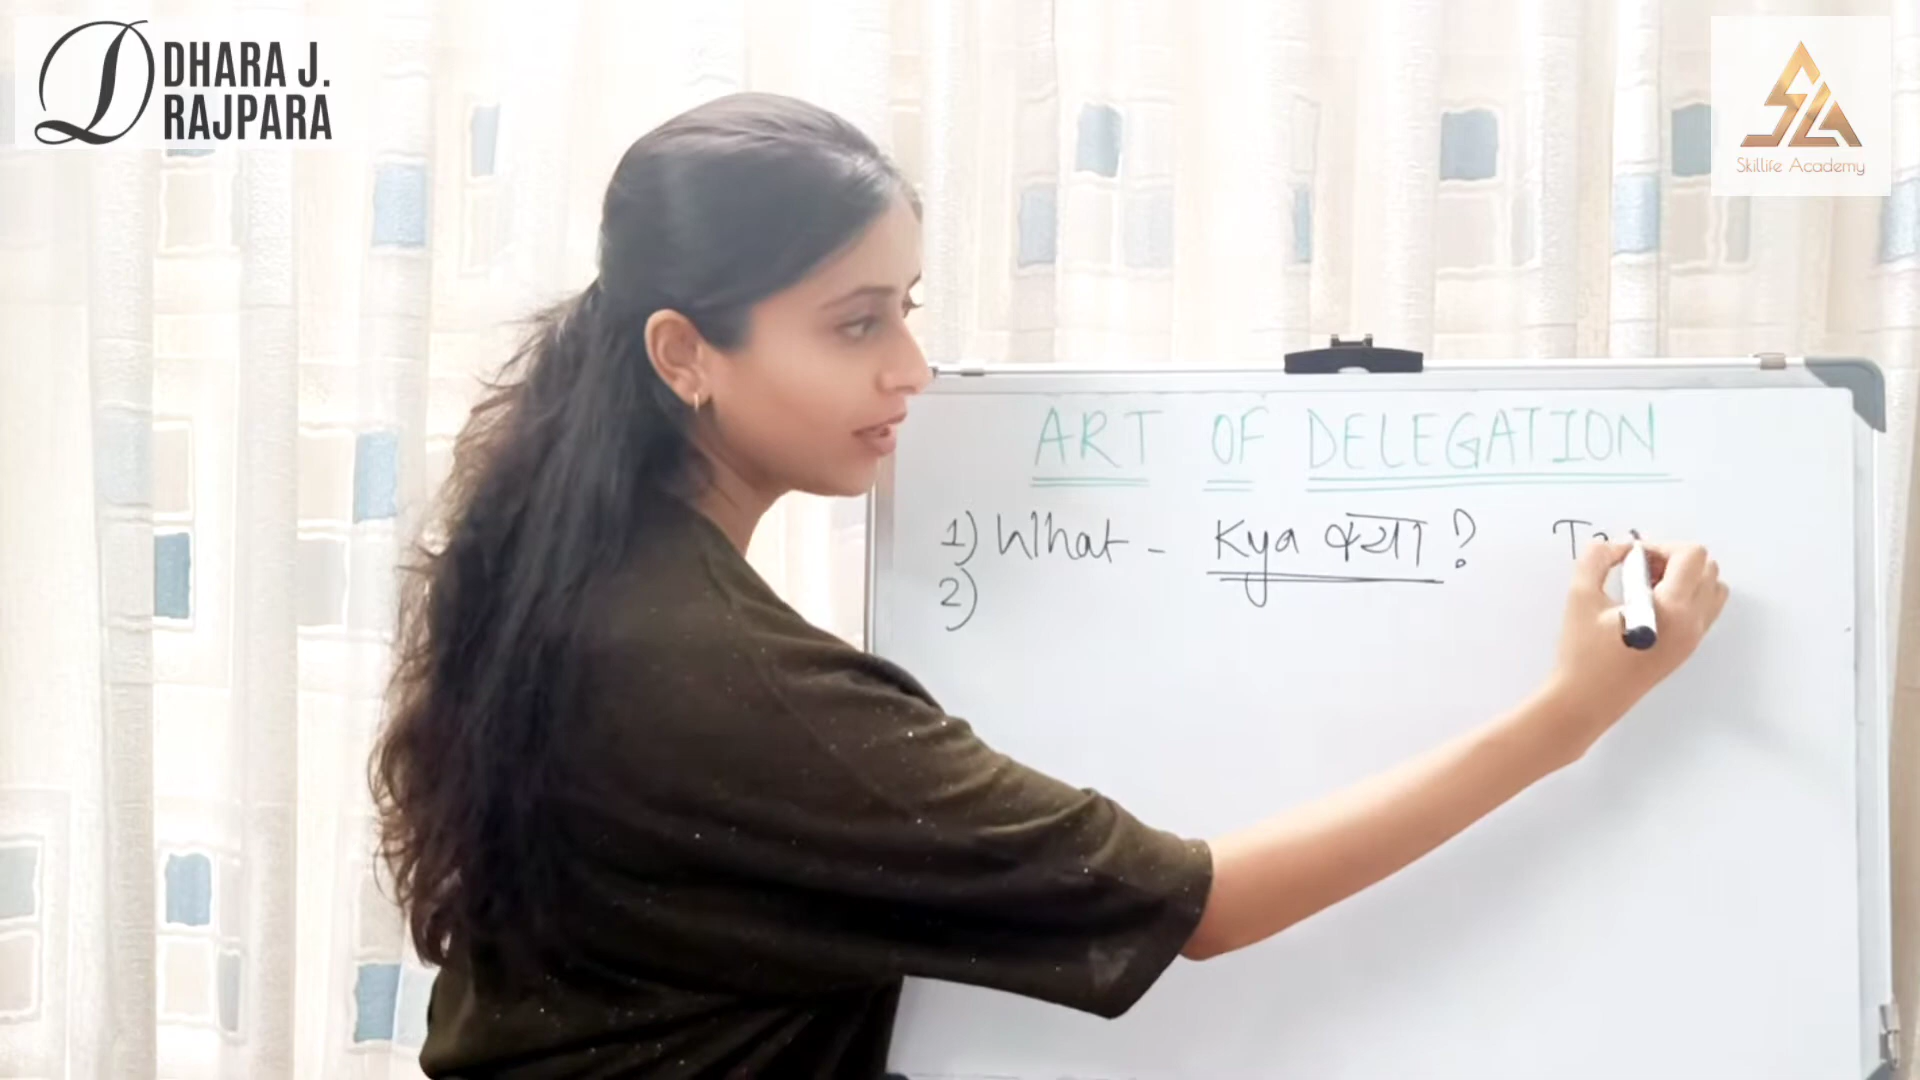 DHARA J.
RAJPARA
Skillife Academy
ART OF DELEGATION
1) What - Kya क्या ?
2)